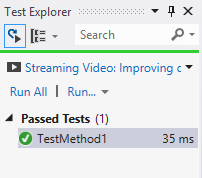 Test Explorer
Search
Streaming Video: Improving
Run All | Run...
Passed Tests (1)
TestMethod1 35 ms